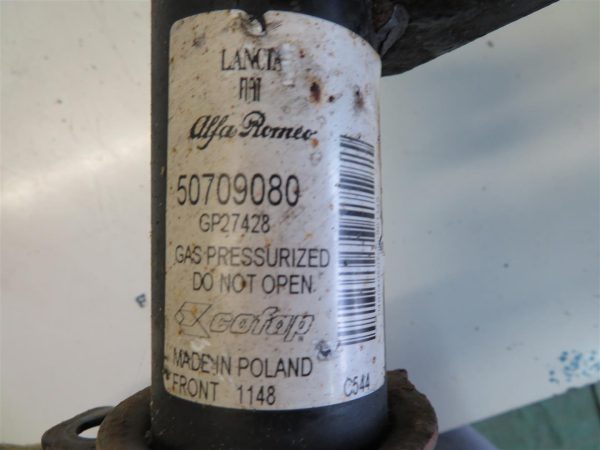 LANCIA
FIAT
Alfa Romeo
50709080
GP27428
GAS PRESSURIZED
DO NOT OPEN
cofap
MADE IN POLAND
FRONT 1148 C544